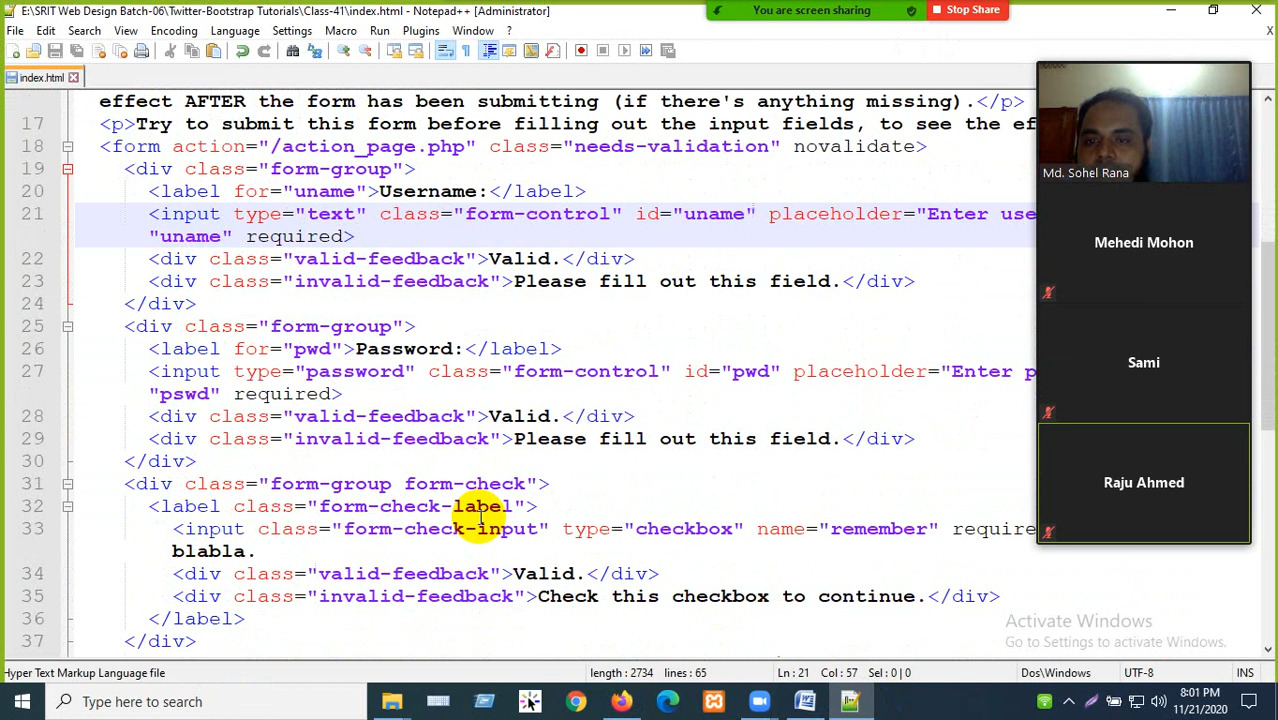 E:\SRIT Web Design Batch-06\Twitter-Bootstrap Tutorials\Class-41\index.html - Notepad++ [Administrator]
You are screen sharing
Stop Share
File Edit Search View Encoding Language Settings Macro Run Plugins Window ?
X
index.html
effect AFTER the form has been submitting (if there's anything missing).</p>
17 <p>Try to submit this form before filling out the input fields, to see the ef
18 <form action="/action_page.php" class="needs-validation" novalidate>
19 <div class="form-group">
20 <label for="uname">Username:</label>
21 <input type="text" class="form-control" id="uname" placeholder="Enter use
"uname" required>
22 <div class="valid-feedback">Valid.</div>
23 <div class="invalid-feedback">Please fill out this field.</div>
24 </div>
25 <div class="form-group">
26 <label for="pwd">Password:</label>
27 <input type="password" class="form-control" id="pwd" placeholder="Enter p
"pswd" required>
28 <div class="valid-feedback">Valid.</div>
29 <div class="invalid-feedback">Please fill out this field.</div>
30 </div>
31 <div class="form-group form-check">
32 <label class="form-check-label">
33 <input class="form-check-input" type="checkbox" name="remember" require
blabla.
34 <div class="valid-feedback">Valid.</div>
35 <div class="invalid-feedback">Check this checkbox to continue.</div>
36 </label>
37 </div>
Md. Sohel Rana
Mehedi Mohon
Sami
Raju Ahmed
Activate Windows
Go to Settings to activate Windows.
Hyper Text Markup Language file length : 2734 lines : 65 Ln : 21 Col : 57 Sel : 0 | 0 Dos\Windows UTF-8 INS
Type here to search
8:01 PM
11/21/2020